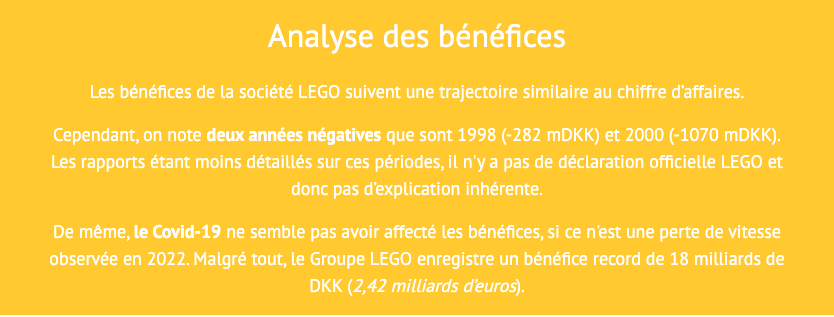 Analyse des bénéfices
Les bénéfices de la société LEGO suivent une trajectoire similaire au chiffre d'affaires.
Cependant, on note deux années négatives que sont 1998 (-282 mDKK) et 2000 (-1070 mDKK).
Les rapports étant moins détaillés sur ces périodes, il n'y a pas de déclaration officielle LEGO et
donc pas d'explication inhérente.
De même, le Covid-19 ne semble pas avoir affecté les bénéfices, si ce n'est une perte de vitesse
observée en 2022. Malgré tout, le Groupe LEGO enregistre un bénéfice record de 18 milliards de
DKK (2,42 milliards d'euros).